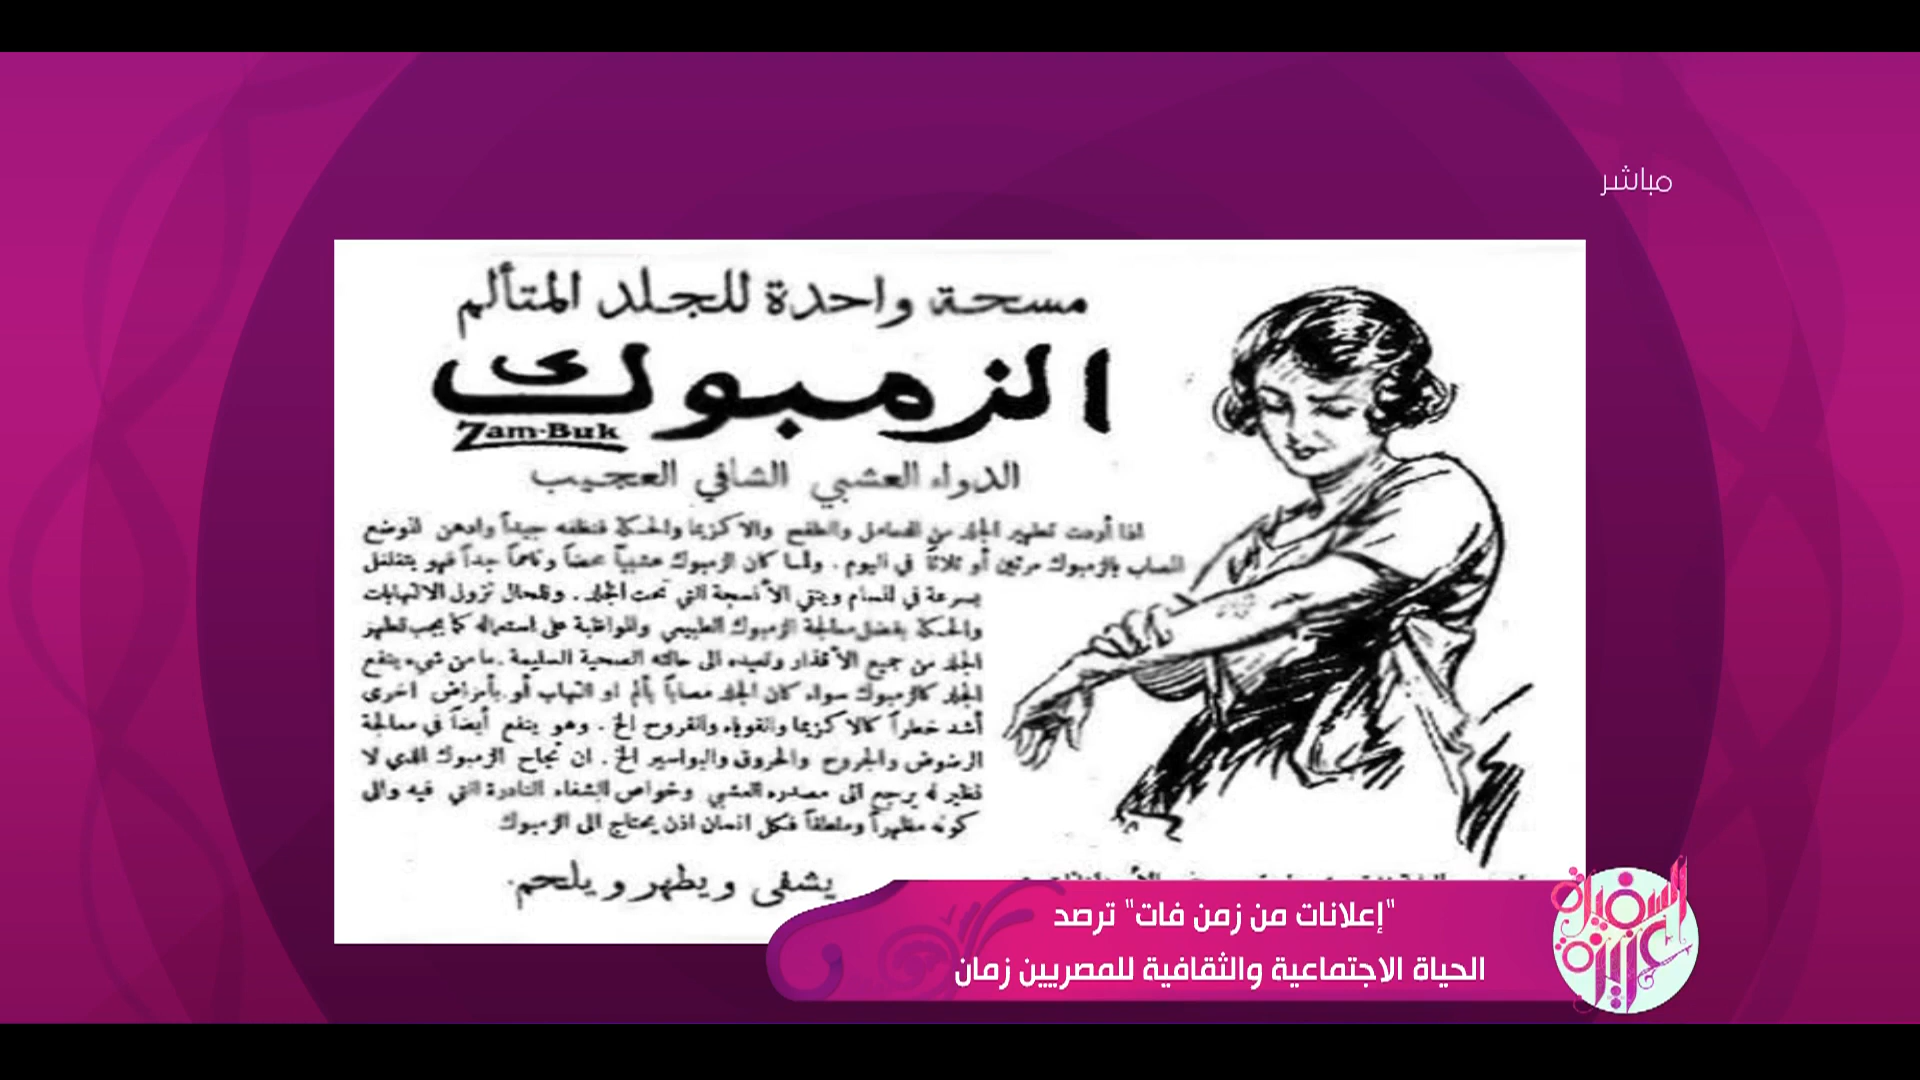 مباشر
مسحة واحدة للجلد المتألم
الزمبوك
Zam-Buk
الدواء العشبي الشافي العجيب
اذا أردت تطهير الجلد من الدمامل والطفح والاكزيما والحكة فنظفه جيداً وادهن الموضع
المصاب بالزمبوك مرتين أو ثلاثاً في اليوم . ولما كان الزمبوك عشبياً محضاً وناعماً جداً فهو يتغلغل
بسرعة في المسام وينقي الأنسجة التي تحت الجلد . وللحال تزول الالتهابات
والحكة بفضل معالجة الزمبوك الطبيعي والمواظبة على استعماله كما يجب تطهر
الجلد من جميع الأقذار وتعيده الى حالته الصحية السليمة . ما من شيء ينفع
الجلد كالزمبوك سواء كان الجلد مصاباً بألم او التهاب أو بأمراض اخرى
أشد خطراً كالاكزيما والقوباء والقروح الخ . وهو ينفع أيضاً في معالجة
الرضوض والجروح والحروق والبواسير الخ . ان نجاح الزمبوك الذي لا
نظير له يرجع الى مصدره العشبي وخواص الشفاء النادرة التي فيه والى
كونه مطهراً وملطفاً فكل انسان اذن يحتاج الى الزمبوك
يشفى ويطهر ويلحم.
"إعلانات من زمن فات" ترصد
الحياة الاجتماعية والثقافية للمصريين زمان
السفيرة
عزيزة